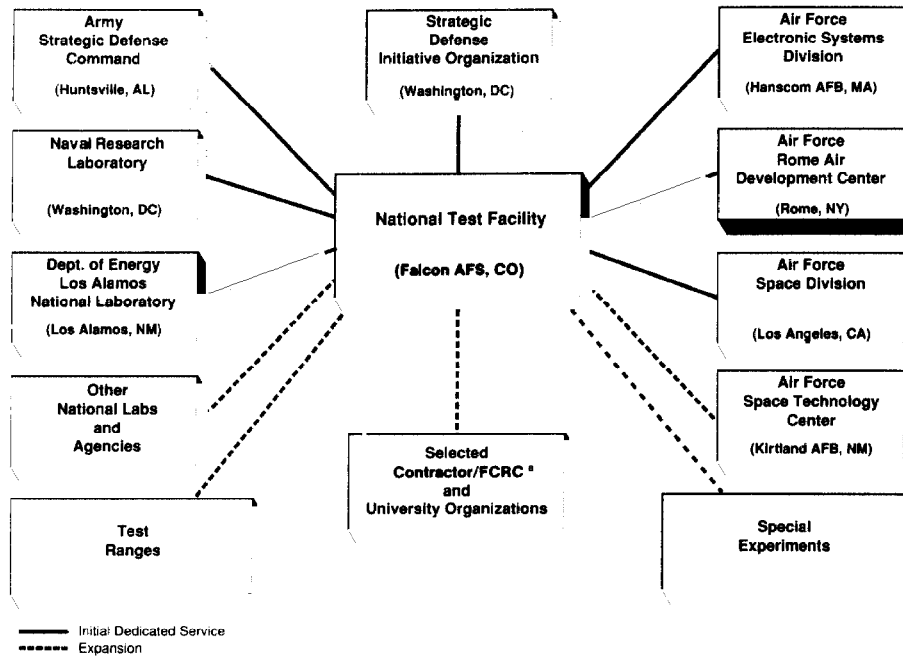 Army
Strategic Defense
Command
(Huntsville, AL)
Strategic
Defense
Initiative Organization
(Washington, DC)
Air Force
Electronic Systems
Division
(Hanscom AFB, MA)
Naval Research
Laboratory
(Washington, DC)
Air Force
Rome Air
Development Center
(Rome, NY)
National Test Facility
(Falcon AFS, CO)
Dept. of Energy
Los Alamos
National Laboratory
(Los Alamos, NM)
Air Force
Space Division
(Los Angeles, CA)
Other
National Labs
and
Agencies
Air Force
Space Technology
Center
(Kirtland AFB, NM)
Selected
Contractor/FCRC a
and
University Organizations
Test
Ranges
Special
Experiments
Initial Dedicated Service
Expansion